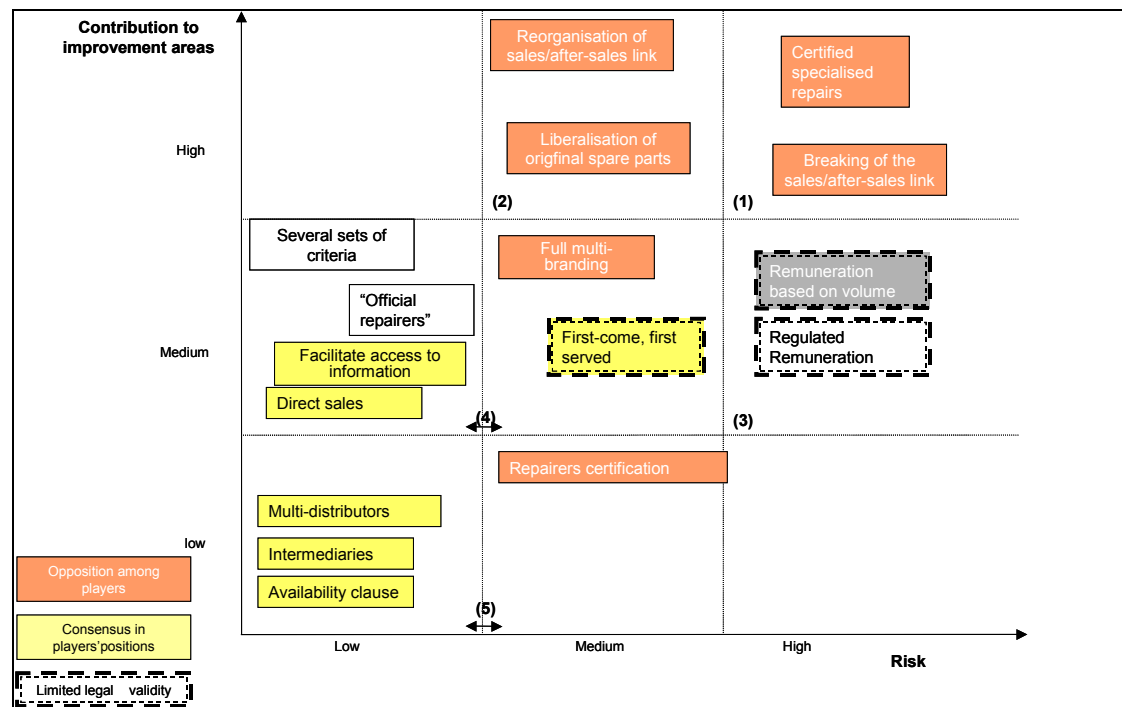 Contribution to
improvement areas
Reorganisation of
sales/after-sales link
Certified
specialised
repairs
High
Liberalisation of
origfinal spare parts
Breaking of the
sales/after-sales link
(2)
(1)
Several sets of
criteria
Full multi-
branding
Remuneration
based on volume
“Official
repairers”
First-come, first
served
Regulated
Remuneration
Medium
Facilitate access to
information
Direct sales
(4)
(3)
Repairers certification
Multi-distributors
low
Intermediaries
Availability clause
(5)
Opposition among
players
Consensus in
players'positions
Limited legal validity
Low
Medium
High
Risk